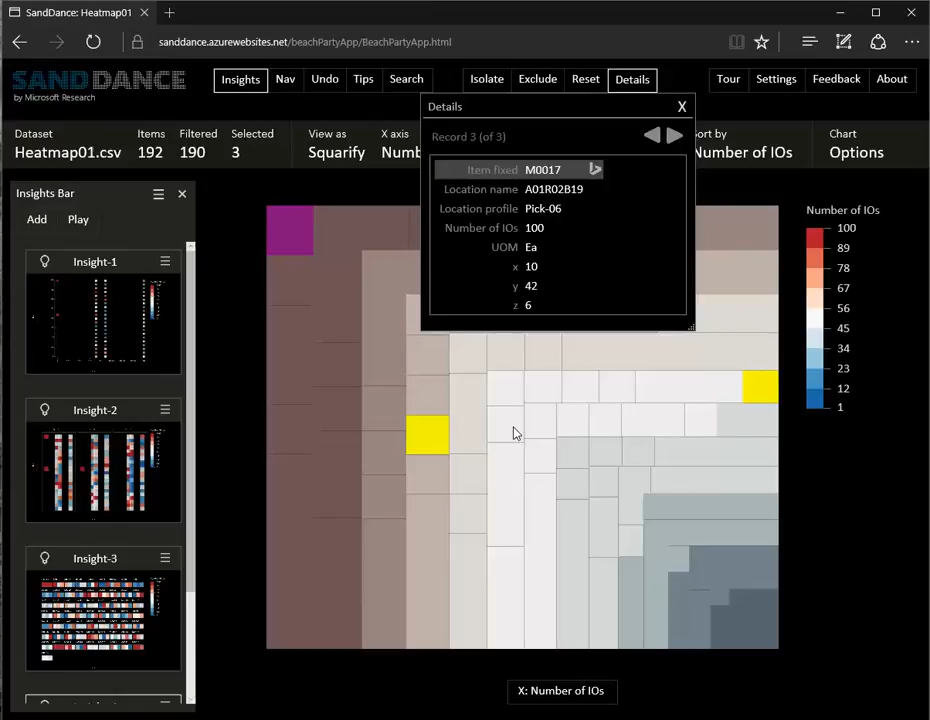 SandDance: Heatmap01
sanddance.azurewebsites.net/beachPartyApp/BeachPartyApp.html
SANDDANCE
by Microsoft Research
Insights Nav Undo Tips Search Isolate Exclude Reset Details Tour Settings Feedback About
Details X
Dataset Items Filtered Selected View as X axis ort by Chart
Heatmap01.csv 192 190 3 Squarify Numb Number of IOs Options
Record 3 (of 3)
Item fixed M0017
Location name A01R02B19
Location profile Pick-06
Number of IOs 100
UOM Ea
x 10
y 42
z 6
Insights Bar
Add Play
Insight-1
Insight-2
Insight-3
Number of IOs
100
89
78
67
56
45
34
23
12
1
X: Number of IOs